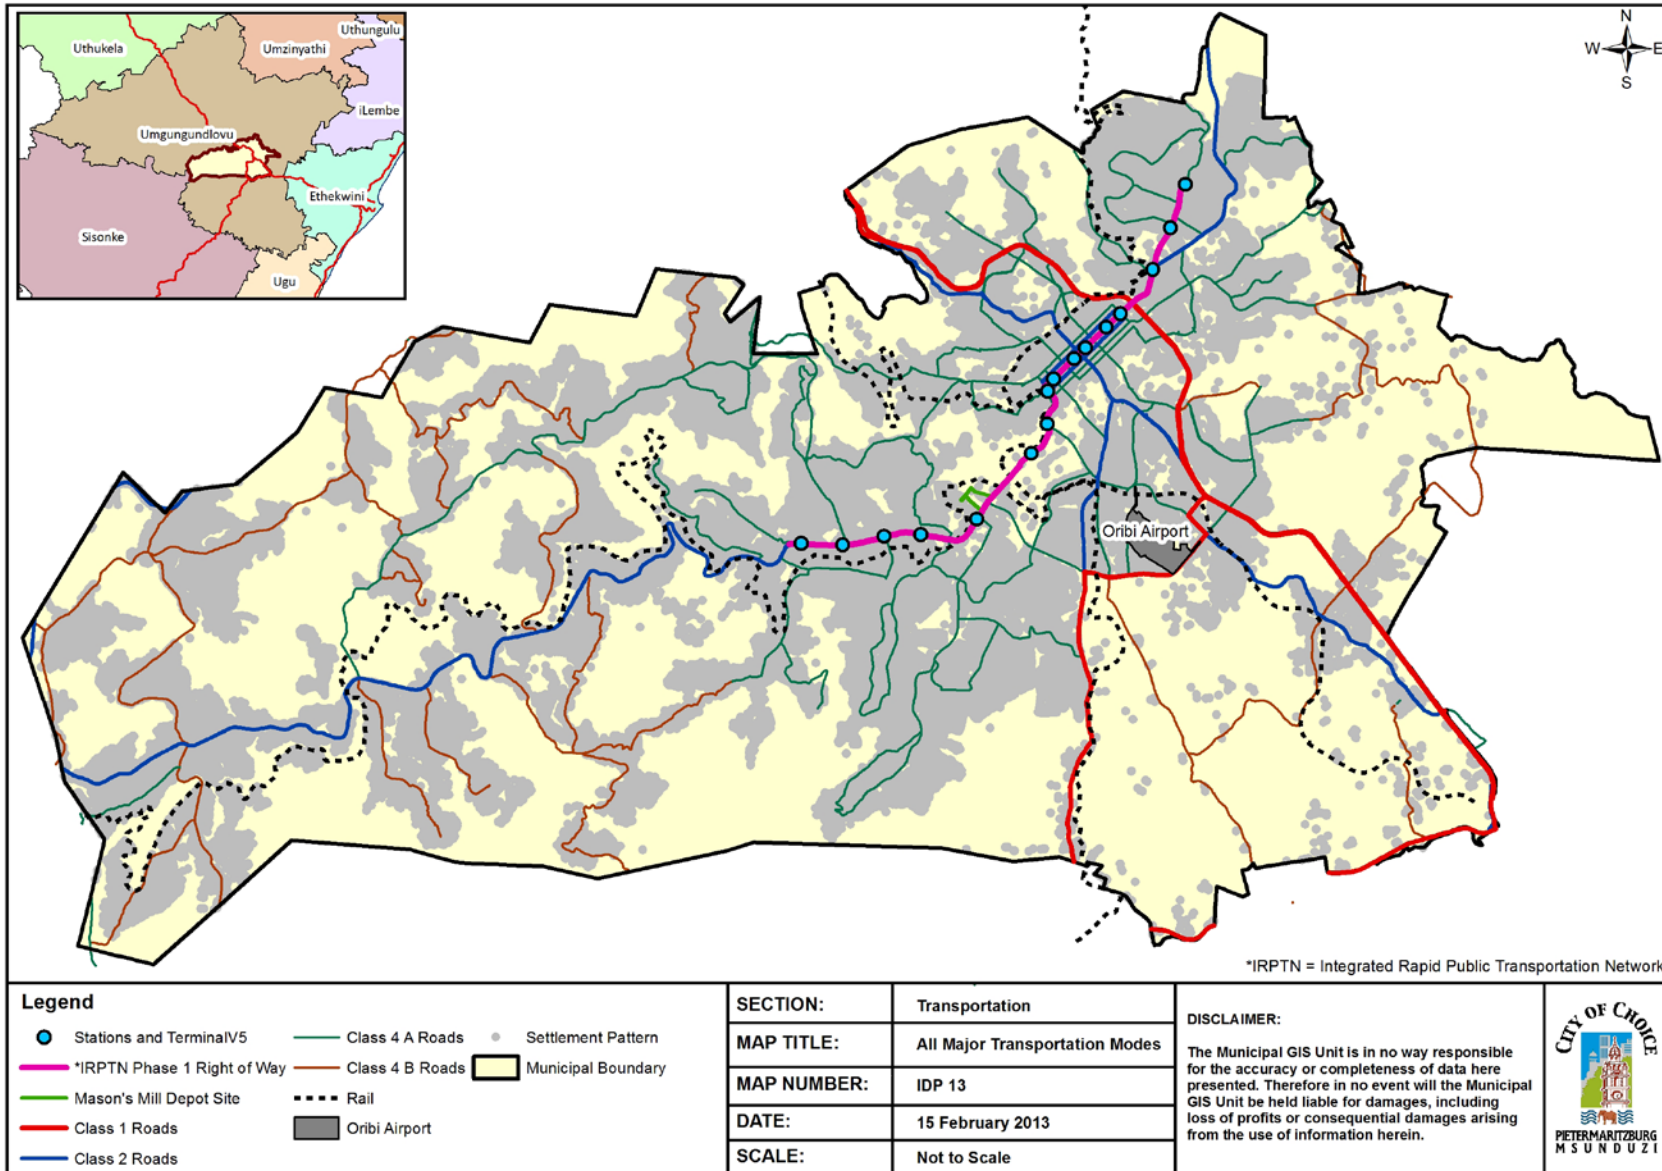 Uthukela
Umzinyathi
Uthungulu
iLembe
Umgungundlovu
Ethekwini
Sisonke
Ugu
N
W
E
S
Oribi Airport
*IRPTN = Integrated Rapid Public Transportation Network
Legend
Stations and TerminalV5
*IRPTN Phase 1 Right of Way
Mason's Mill Depot Site
Class 1 Roads
Class 2 Roads
Class 4 A Roads
Class 4 B Roads
Rail
Oribi Airport
Settlement Pattern
Municipal Boundary
SECTION: Transportation
MAP TITLE: All Major Transportation Modes
MAP NUMBER: IDP 13
DATE: 15 February 2013
SCALE: Not to Scale
DISCLAIMER:
The Municipal GIS Unit is in no way responsible
for the accuracy or completeness of data here
presented. Therefore in no event will the Municipal
GIS Unit be held liable for damages, including
loss of profits or consequential damages arising
from the use of information herein.
CITY OF CHOICE
PIETERMARITZBURG
MSUNDUZI